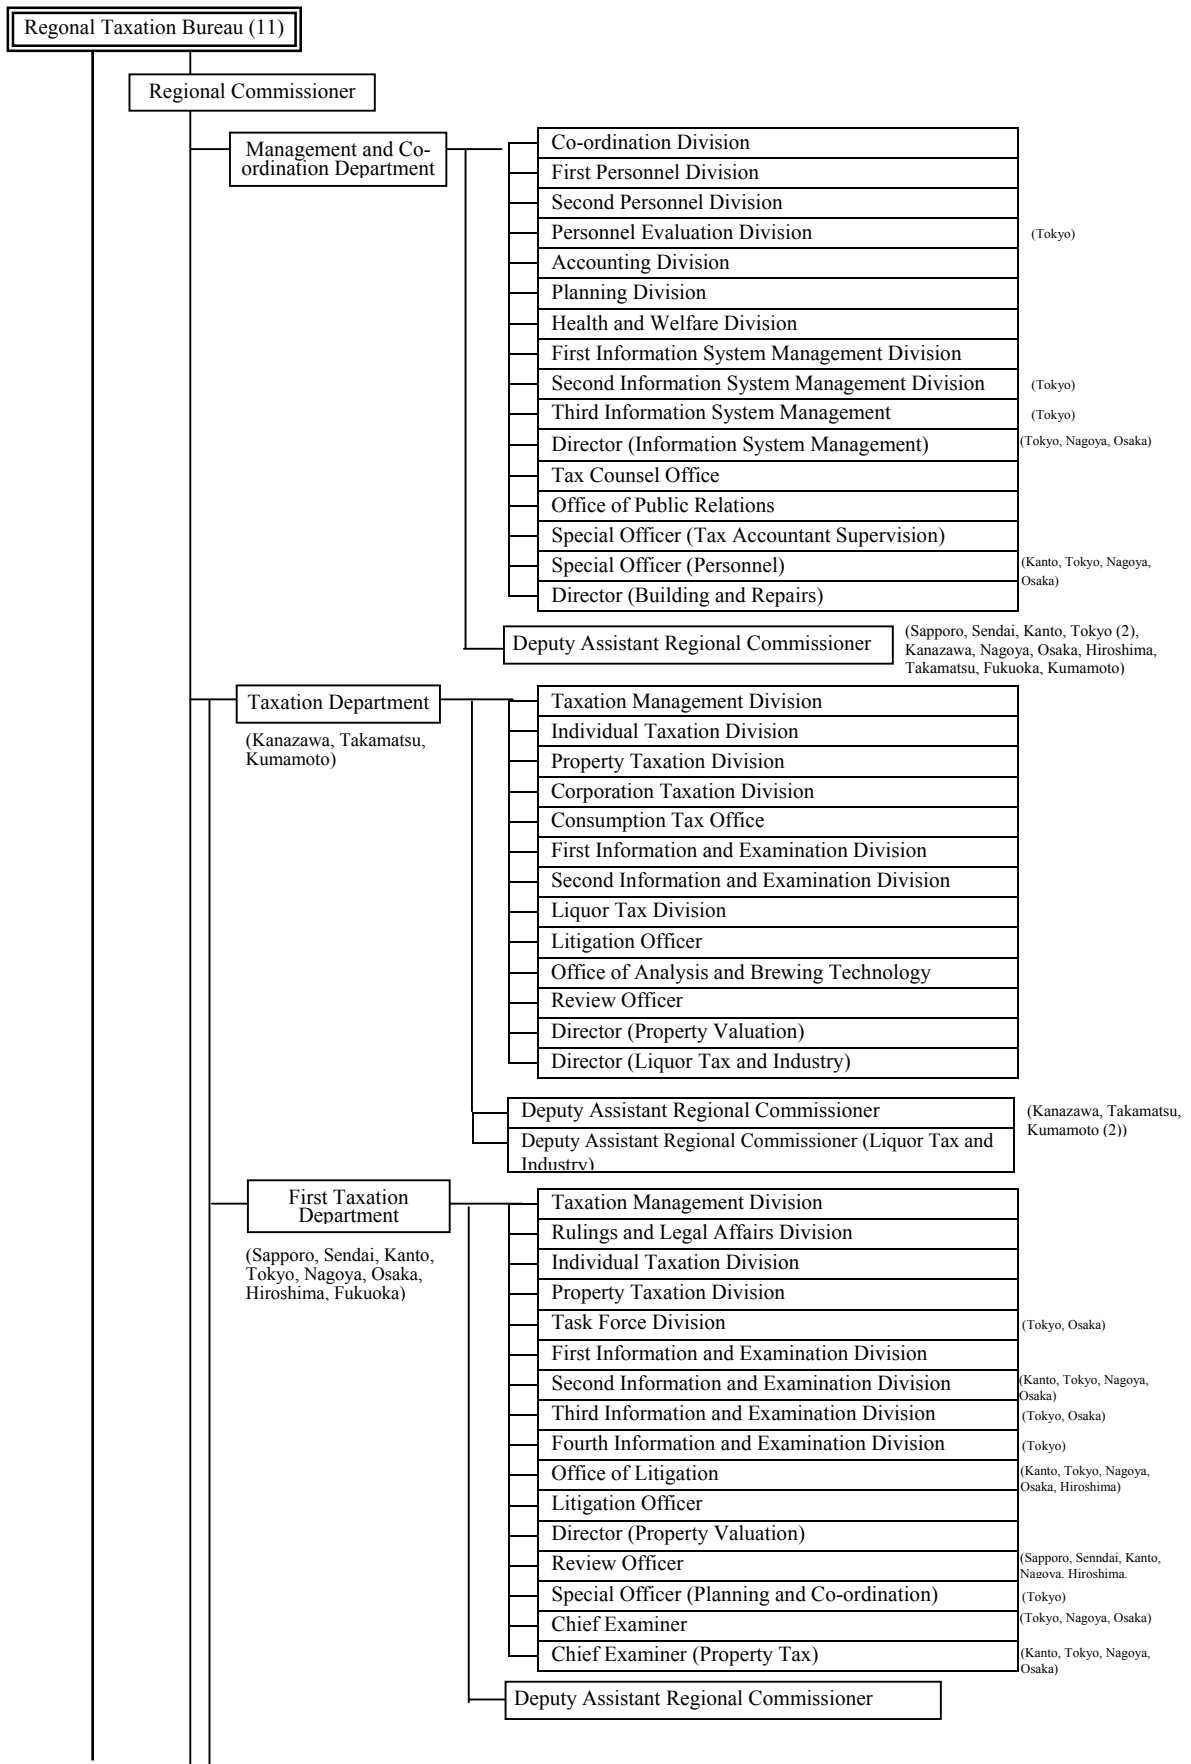 Regonal Taxation Bureau (11)
Regional Commissioner
Management and Co-
ordination Department
Co-ordination Division
First Personnel Division
Second Personnel Division
Personnel Evaluation Division
(Tokyo)
Accounting Division
Planning Division
Health and Welfare Division
First Information System Management Division
Second Information System Management Division
(Tokyo)
Third Information System Management
(Tokyo)
Director (Information System Management)
(Tokyo, Nagoya, Osaka)
Tax Counsel Office
Office of Public Relations
Special Officer (Tax Accountant Supervision)
Special Officer (Personnel)
(Kanto, Tokyo, Nagoya,
Osaka)
Director (Building and Repairs)
Deputy Assistant Regional Commissioner
(Sapporo, Sendai, Kanto, Tokyo (2),
Kanazawa, Nagoya, Osaka, Hiroshima,
Takamatsu, Fukuoka, Kumamoto)
Taxation Department
(Kanazawa, Takamatsu,
Kumamoto)
Taxation Management Division
Individual Taxation Division
Property Taxation Division
Corporation Taxation Division
Consumption Tax Office
First Information and Examination Division
Second Information and Examination Division
Liquor Tax Division
Litigation Officer
Office of Analysis and Brewing Technology
Review Officer
Director (Property Valuation)
Director (Liquor Tax and Industry)
Deputy Assistant Regional Commissioner
(Kanazawa, Takamatsu,
Kumamoto (2))
Deputy Assistant Regional Commissioner (Liquor Tax and
Industry)
First Taxation
Department
(Sapporo, Sendai, Kanto,
Tokyo, Nagoya, Osaka,
Hiroshima, Fukuoka)
Taxation Management Division
Rulings and Legal Affairs Division
Individual Taxation Division
Property Taxation Division
Task Force Division
(Tokyo, Osaka)
First Information and Examination Division
Second Information and Examination Division
(Kanto, Tokyo, Nagoya,
Osaka)
Third Information and Examination Division
(Tokyo, Osaka)
Fourth Information and Examination Division
(Tokyo)
Office of Litigation
(Kanto, Tokyo, Nagoya,
Osaka, Hiroshima)
Litigation Officer
Director (Property Valuation)
Review Officer
(Sapporo, Senndai, Kanto,
Nagoya, Hiroshima,
Special Officer (Planning and Co-ordination)
(Tokyo)
Chief Examiner
(Tokyo, Nagoya, Osaka)
Chief Examiner (Property Tax)
(Kanto, Tokyo, Nagoya,
Osaka)
Deputy Assistant Regional Commissioner